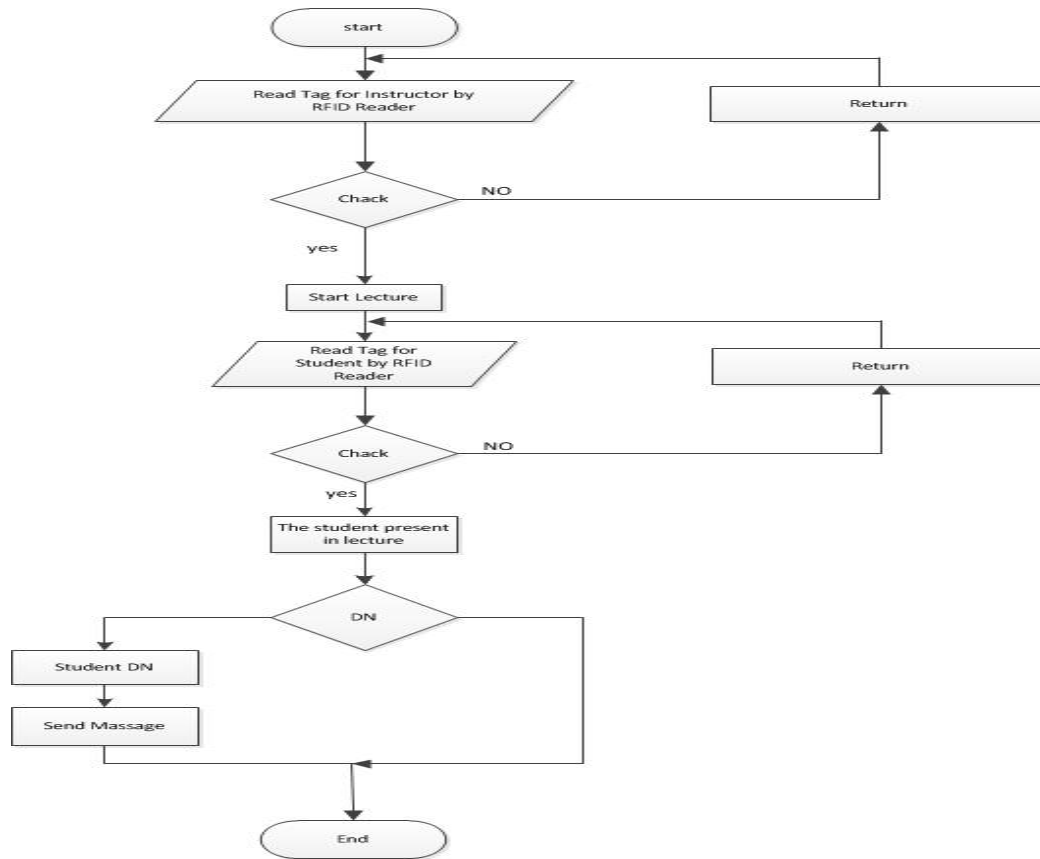 start
Read Tag for Instructor by
RFID Reader
Return
Chack
NO
yes
Start Lecture
Read Tag for
Student by RFID
Reader
Return
Chack
NO
yes
The student present
in lecture
DN
Student DN
Send Massage
End